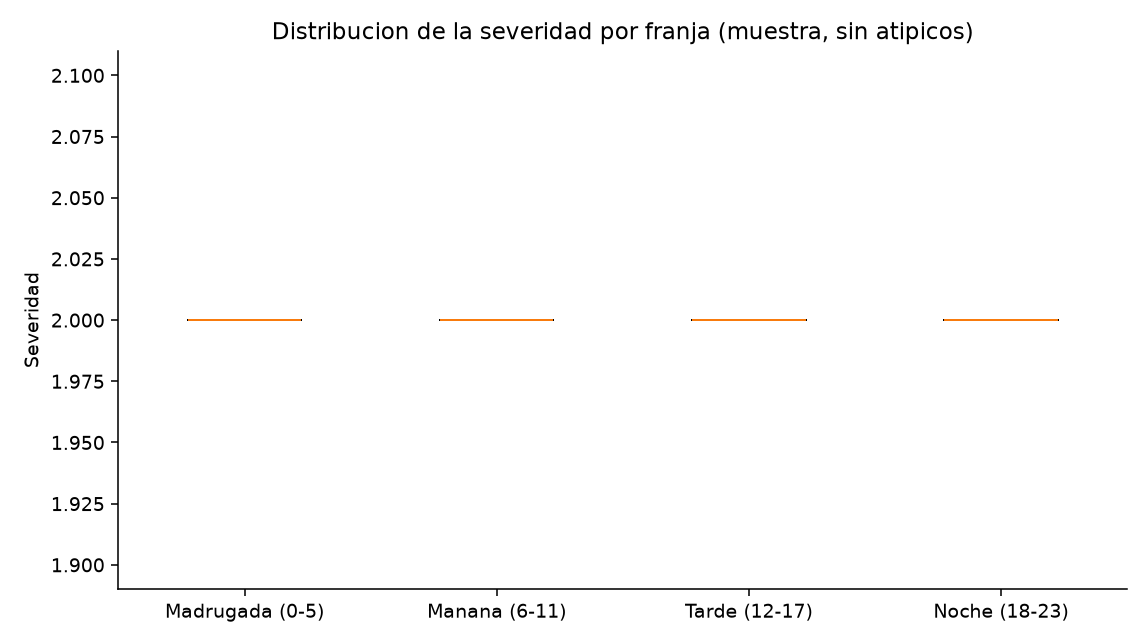 Distribucion de la severidad por franja (muestra, sin atipicos)
2.100
2.075
2.050
2.025
2.000
1.975
1.950
1.925
1.900
Severidad
Madrugada (0-5)
Manana (6-11)
Tarde (12-17)
Noche (18-23)